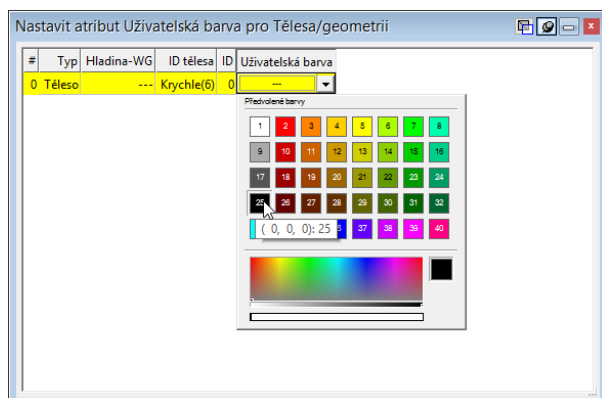 Nastavit atribut Uživatelská barva pro Tělesa/geometrii
# Typ Hladina-WG ID tělesa ID Uživatelská barva
0 Těleso --- Krychle(6) 0 ---
Předvolené barvy
1 2 3 4 5 6 7 8
9 10 11 12 13 14 15 16
17 18 19 20 21 22 23 24
25 26 27 28 29 30 31 32
( 0, 0, 0): 25 37 38 39 40